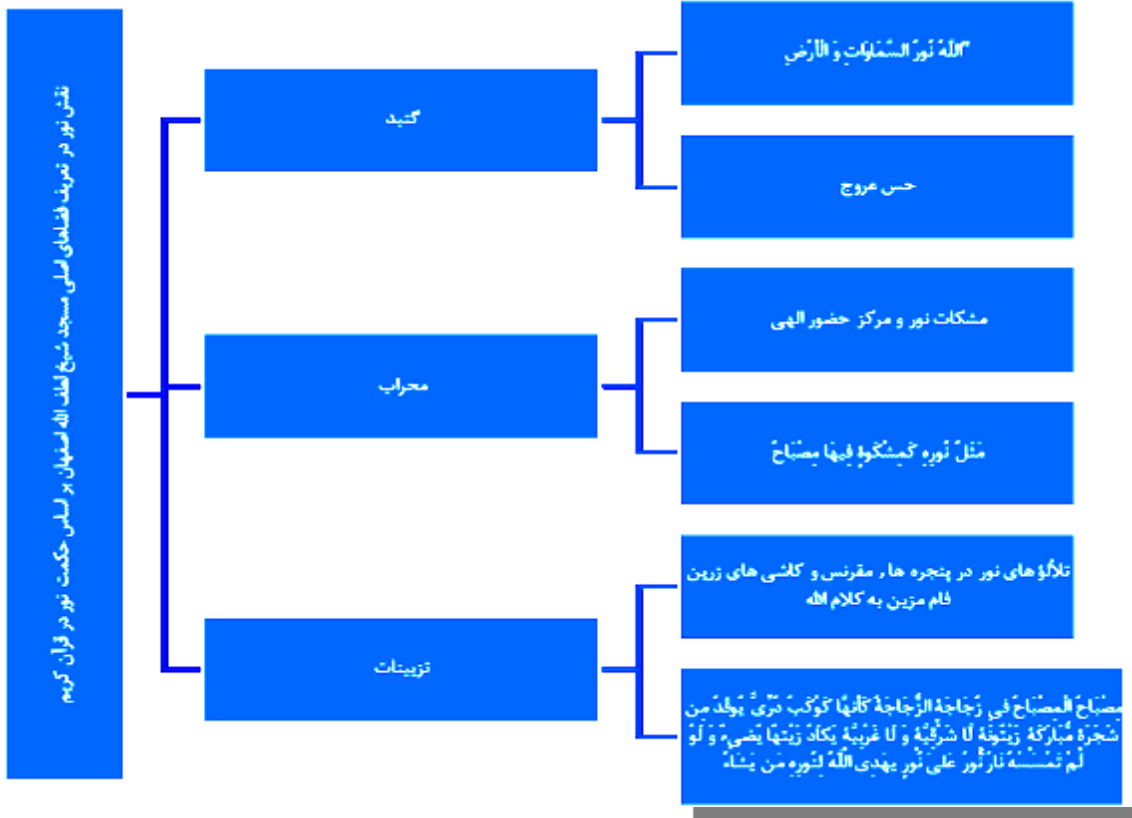 نقش نور در تعریف فضاهای اصلی مسجد شیخ لطف الله اصفهان بر اساس حکمت نور در قرآن کریم
گنبد
"اللَّهُ نُورُ السَّمَاوَاتِ وَ الْأَرْضِ
حس عروج
محراب
مشکات نور و مرکز حضور الهی
مَثَلُ نُورِهِ كَمِشْكَوةٍ فِيهَا مِصْبَاحٌ
تزیینات
تلألؤ های نور در پنجره ها , مقرنس و کاشی های زرین
فام مزین به کلام الله
مِصْبَاحٌ الْمِصْبَاحُ فِي زُجَاجَةٍ الزُّجَاجَةُ كَأَنَّهَا كَوْكَبٌ دُرِّيٌّ يُوقَدُ مِن
شَجَرَةٍ مُّبَارَكَةٍ زَيْتُونَةٍ لَّا شَرْقِيَّةٍ وَ لَا غَرْبِيَّةٍ يَكَادُ زَيْتُهَا يُضِيءُ وَ لَوْ
لَمْ تَمْسَسْهُ نَارٌ نُّورٌ عَلَى نُورٍ يَهْدِى اللَّهُ لِنُورِهِ مَن يَشَاءُ